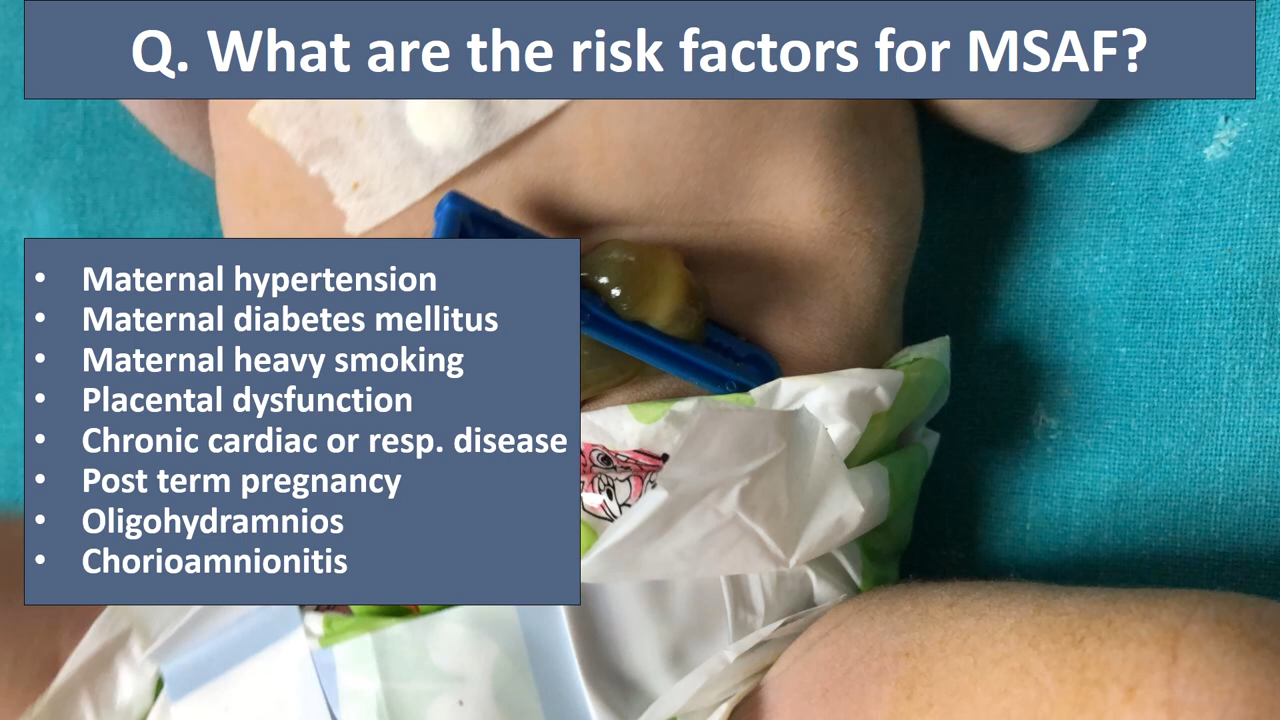 Q. What are the risk factors for MSAF?
• Maternal hypertension
• Maternal diabetes mellitus
• Maternal heavy smoking
• Placental dysfunction
• Chronic cardiac or resp. disease
• Post term pregnancy
• Oligohydramnios
• Chorioamnionitis